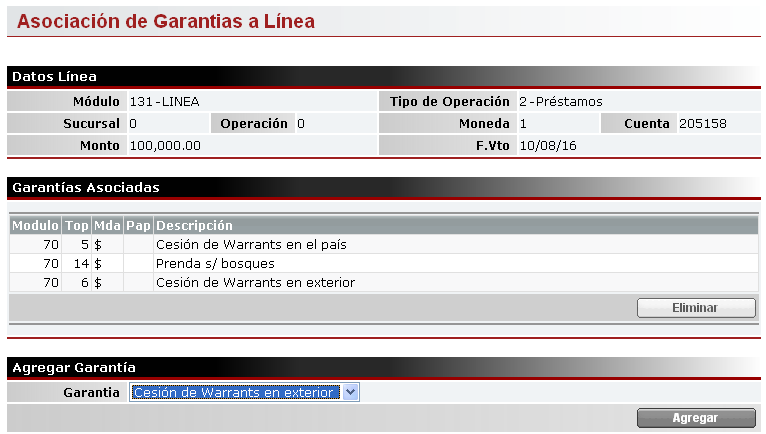 Asociación de Garantias a Línea
Datos Línea
Módulo 131-LINEA Tipo de Operación 2-Préstamos
Sucursal 0 Operación 0 Moneda 1 Cuenta 205158
Monto 100,000.00 F.Vto 10/08/16
Garantías Asociadas
Modulo Top Mda Pap Descripción
70 5 $ Cesión de Warrants en el país
70 14 $ Prenda s/ bosques
70 6 $ Cesión de Warrants en exterior
Eliminar
Agregar Garantía
Garantia Cesión de Warrants en exterior
Agregar